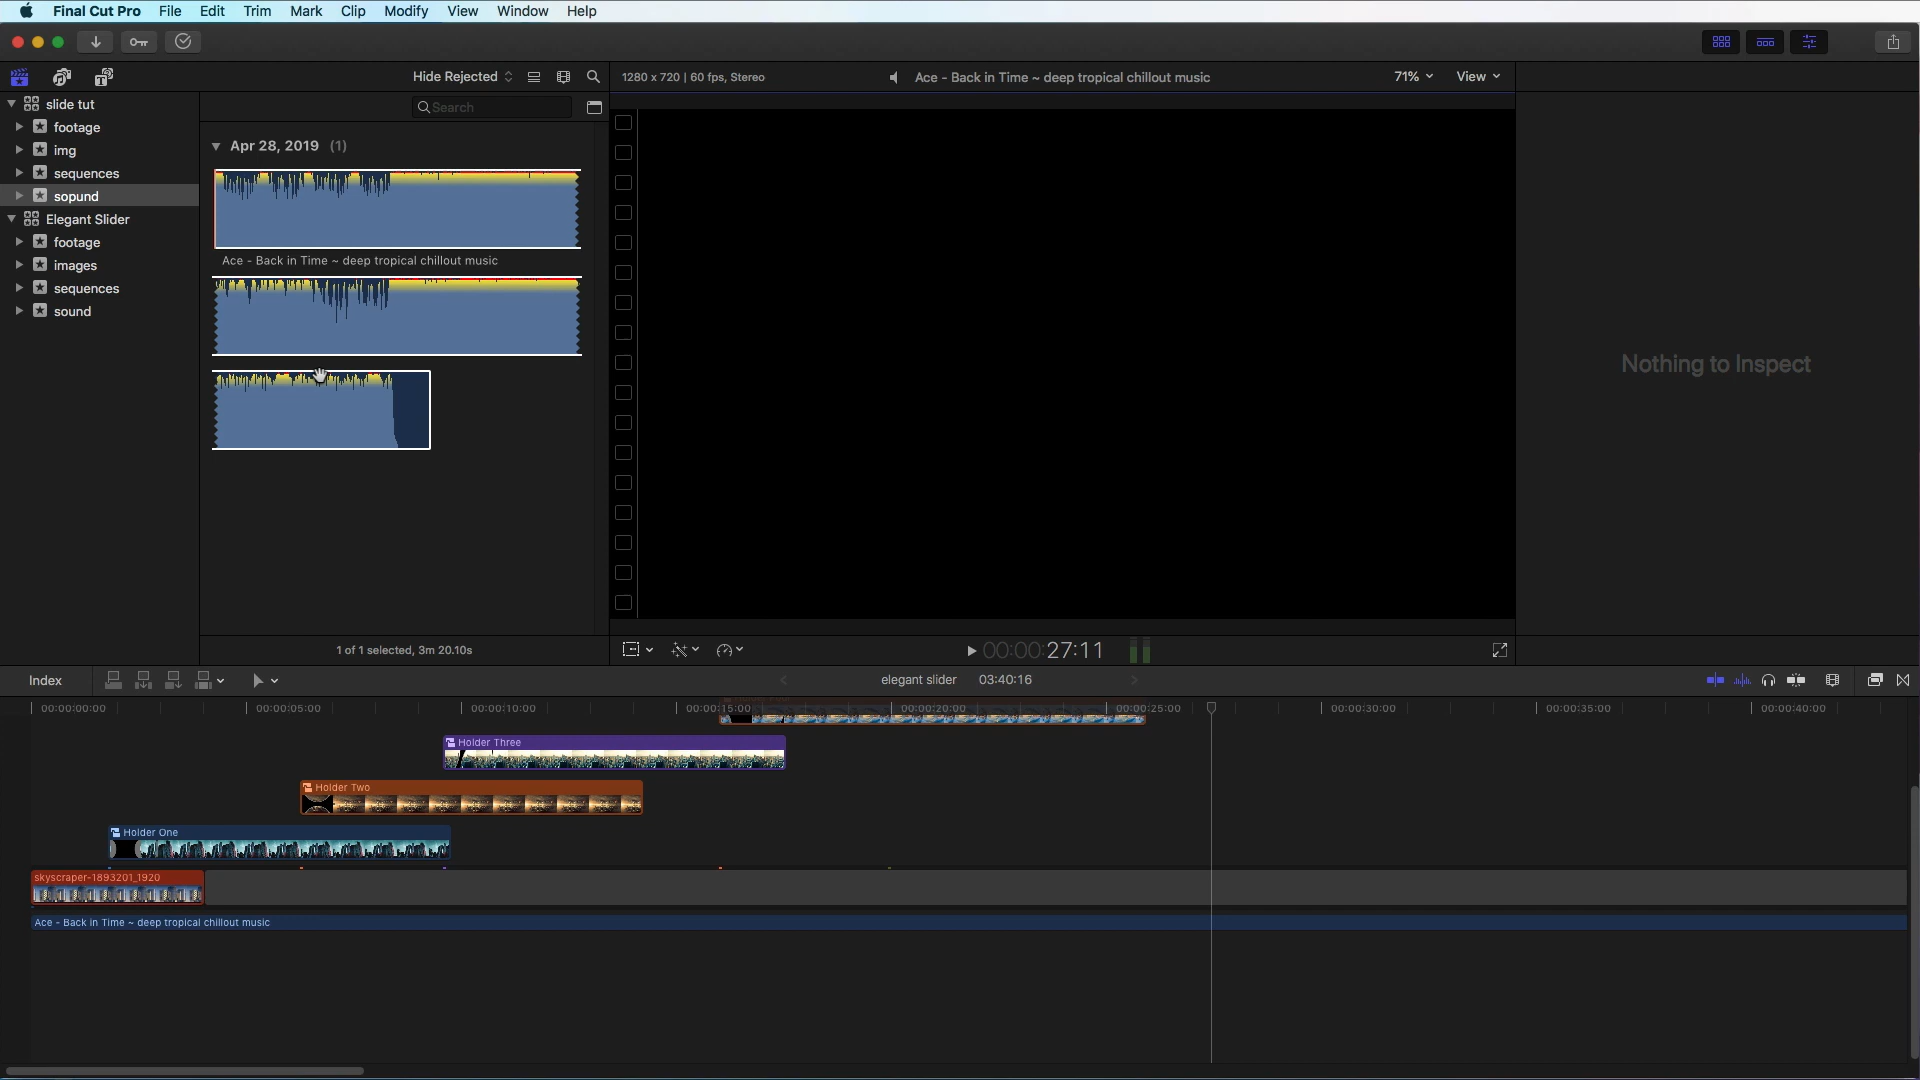 Final Cut Pro File Edit Trim Mark Clip Modify View Window Help
Hide Rejected
1280 x 720 | 60 fps, Stereo
Ace - Back in Time ~ deep tropical chillout music
71%
View
slide tut
footage
img
sequences
sopund
Elegant Slider
footage
images
sequences
sound
Search
Apr 28, 2019 (1)
Ace - Back in Time ~ deep tropical chillout music
Nothing to Inspect
1 of 1 selected, 3m 20.10s
00:00:00:27:11
Index
elegant slider 03:40:16
00:00:00:00 00:00:05:00 00:00:10:00 00:00:15:00 00:00:20:00 00:00:25:00 00:00:30:00 00:00:35:00 00:00:40:00
Holder Three
Holder Two
Holder One
skyscraper-1893201_1920
Ace - Back in Time ~ deep tropical chillout music